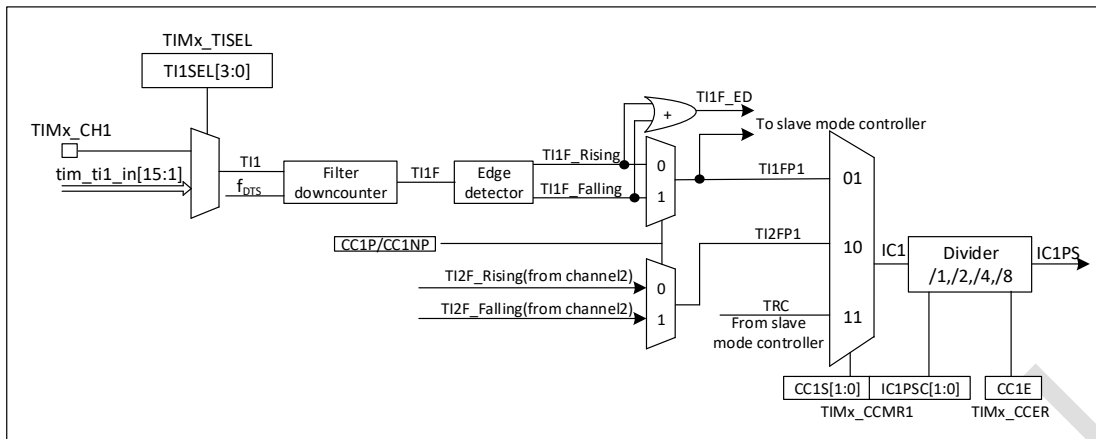 TIMx_TISEL
TI1SEL[3:0]
TIMx_CH1
tim_ti1_in[15:1]
TI1
fDTS
Filter
downcounter
TI1F
Edge
detector
TI1F_Rising
TI1F_Falling
TI1F_ED
+
To slave mode controller
0
1
TI1FP1
01
CC1P/CC1NP
TI2FP1
10
IC1
Divider
/1,/2,/4,/8
IC1PS
TI2F_Rising(from channel2)
TI2F_Falling(from channel2)
0
1
TRC
From slave
mode controller
11
CC1S[1:0]
IC1PSC[1:0]
CC1E
TIMx_CCMR1
TIMx_CCER